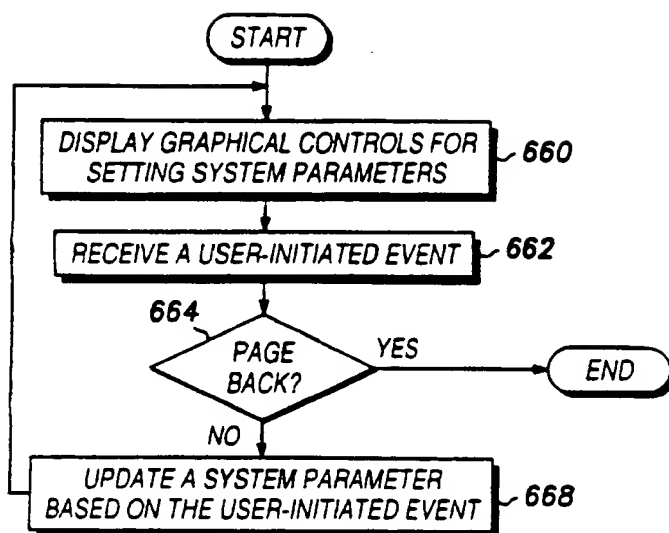 START
DISPLAY GRAPHICAL CONTROLS FOR
SETTING SYSTEM PARAMETERS
660
RECEIVE A USER-INITIATED EVENT
662
664
PAGE
BACK?
YES
END
NO
UPDATE A SYSTEM PARAMETER
BASED ON THE USER-INITIATED EVENT
668